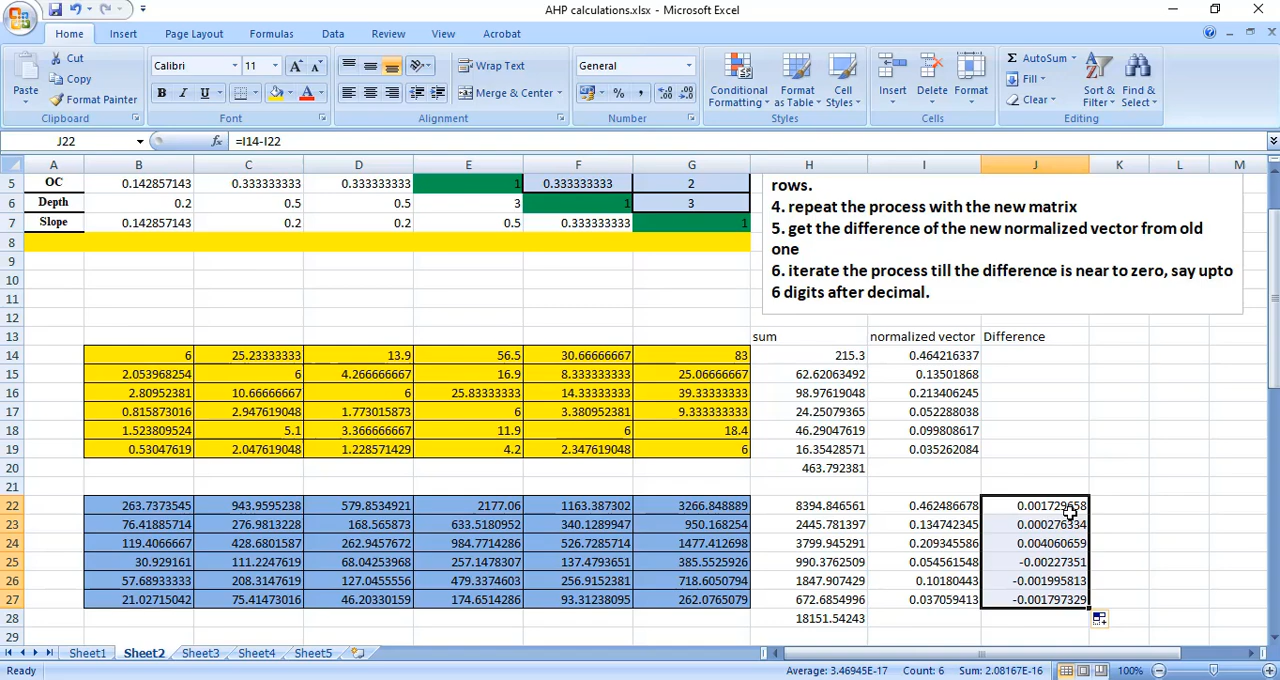 AHP calculations.xlsx - Microsoft Excel
Home Insert Page Layout Formulas Data Review View Acrobat
Paste Cut Calibri 11 Wrap Text General Conditional Formatting Format as Table Cell Styles Insert Delete Format AutoSum Sort & Filter Find & Select
Copy Fill
Format Painter B I U Merge & Center % , Clear
Clipboard Font Alignment Number Styles Cells Editing
J22 fx =I14-I22
A B C D E F G H I J K L M
5 OC 0.142857143 0.333333333 0.333333333 1 0.333333333 2
6 Depth 0.2 0.5 0.5 3 1 3
7 Slope 0.142857143 0.2 0.2 0.5 0.333333333 1
8
9
10
11
12
rows.
4. repeat the process with the new matrix
5. get the difference of the new normalized vector from old
one
6. iterate the process till the difference is near to zero, say upto
6 digits after decimal.
13 sum normalized vector Difference
14 6 25.23333333 13.9 56.5 30.66666667 83 215.3 0.464216337
15 2.053968254 6 4.266666667 16.9 8.333333333 25.06666667 62.62063492 0.13501868
16 2.80952381 10.66666667 6 25.83333333 14.33333333 39.33333333 98.97619048 0.213406245
17 0.815873016 2.947619048 1.773015873 6 3.380952381 9.333333333 24.25079365 0.052288038
18 1.523809524 5.1 3.366666667 11.9 6 18.4 46.29047619 0.099808617
19 0.53047619 2.047619048 1.228571429 4.2 2.347619048 6 16.35428571 0.035262084
20 463.792381
21
22 263.7373545 943.9595238 579.8534921 2177.06 1163.387302 3266.848889 8394.846561 0.462486678 0.001729658
23 76.41885714 276.9813228 168.565873 633.5180952 340.1289947 950.168254 2445.781397 0.134742345 0.000276334
24 119.4066667 428.6801587 262.9457672 984.7714286 526.7285714 1477.412698 3799.945291 0.209345586 0.004060659
25 30.929161 111.2247619 68.04253968 257.1478307 137.4793651 385.5525926 990.3762509 0.054561548 -0.00227351
26 57.68933333 208.3147619 127.0455556 479.3374603 256.9152381 718.6050794 1847.907429 0.10180443 -0.001995813
27 21.02715042 75.41473016 46.20330159 174.6514286 93.31238095 262.0765079 672.6854996 0.037059413 -0.001797329
28 18151.54243
29
Sheet1 Sheet2 Sheet3 Sheet4 Sheet5
Ready Average: 3.46945E-17 Count: 6 Sum: 2.08167E-16 100%